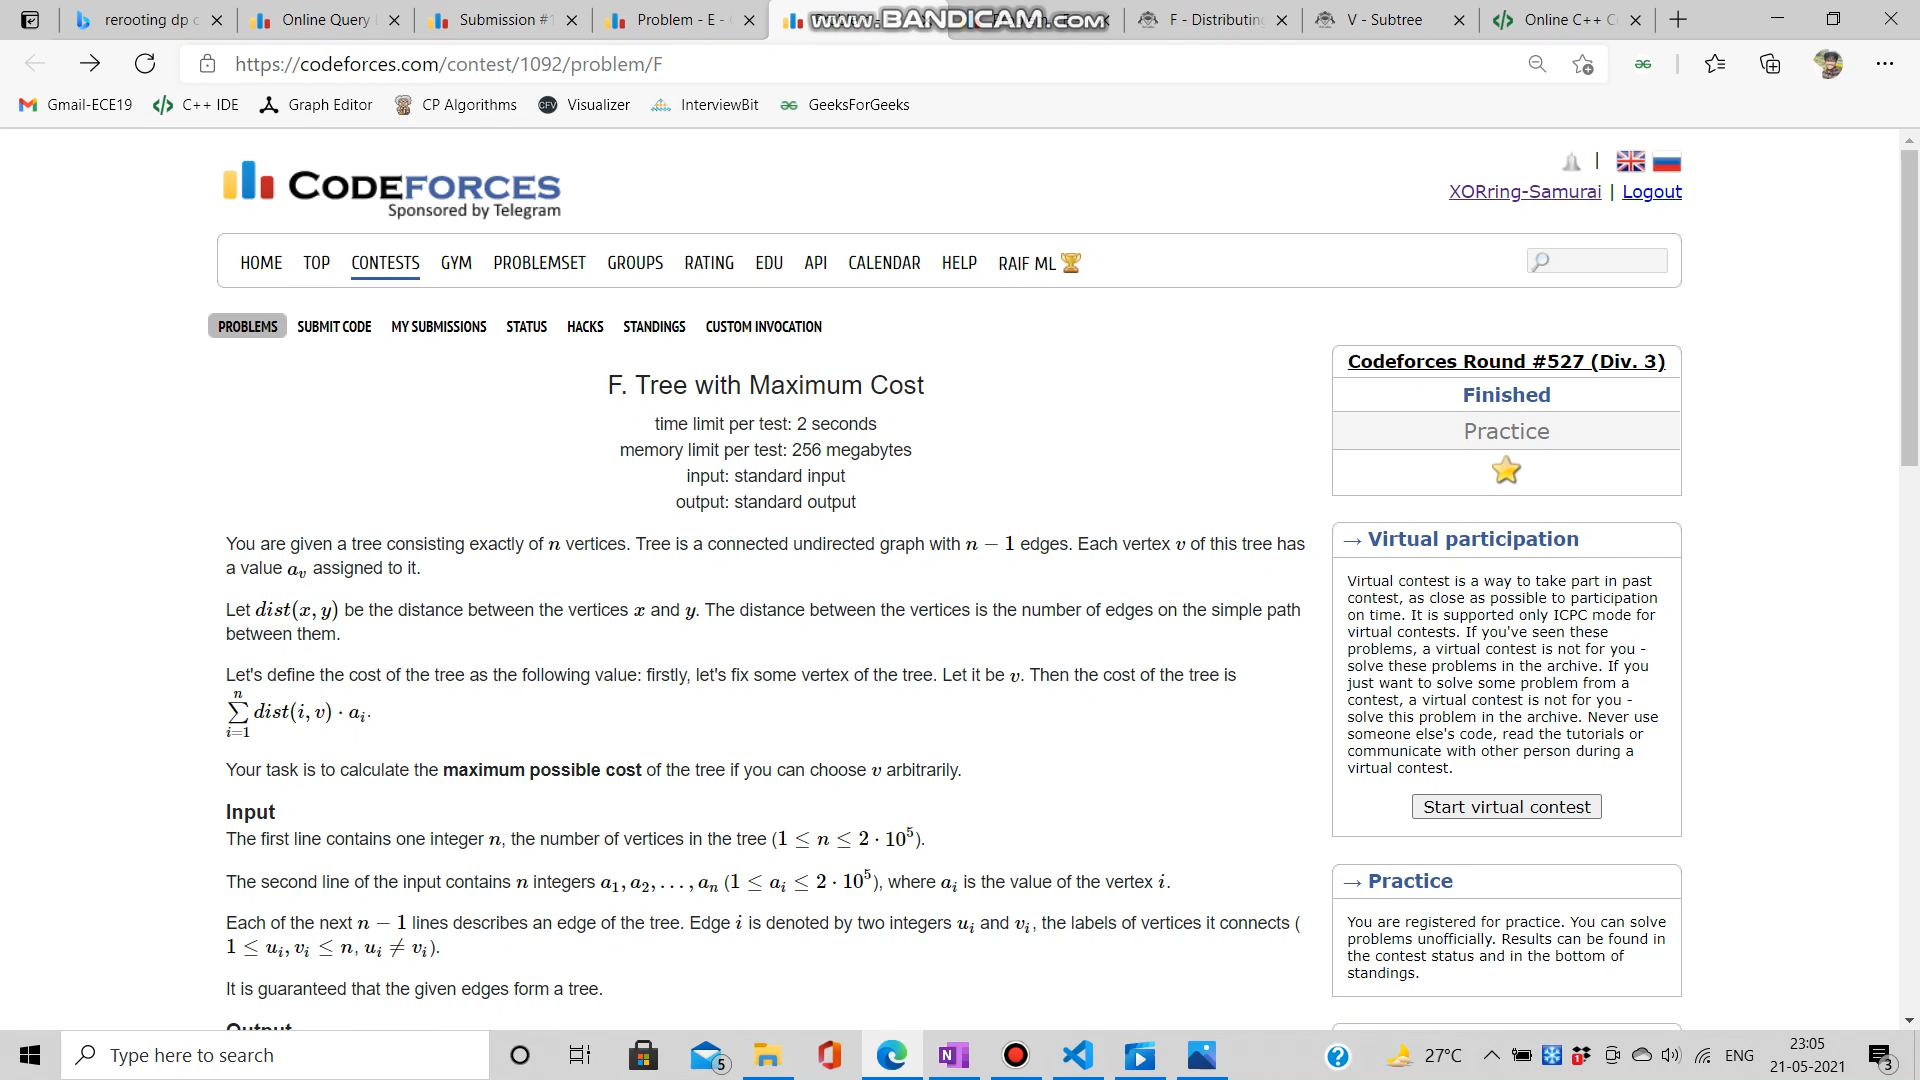 rerooting dp c
Online Query
Submission #1
Problem - E -
www.BANDICAM.com
F - Distributin
V - Subtree
Online C++ C
https://codeforces.com/contest/1092/problem/F
Gmail-ECE19
C++ IDE
Graph Editor
CP Algorithms
Visualizer
InterviewBit
GeeksForGeeks
CODEFORCES
Sponsored by Telegram
XORring-Samurai | Logout
HOME TOP CONTESTS GYM PROBLEMSET GROUPS RATING EDU API CALENDAR HELP RAIF ML
PROBLEMS SUBMIT CODE MY SUBMISSIONS STATUS HACKS STANDINGS CUSTOM INVOCATION
F. Tree with Maximum Cost
time limit per test: 2 seconds
memory limit per test: 256 megabytes
input: standard input
output: standard output
You are given a tree consisting exactly of n vertices. Tree is a connected undirected graph with n − 1 edges. Each vertex v of this tree has
a value a_v assigned to it.
Let dist(x, y) be the distance between the vertices x and y. The distance between the vertices is the number of edges on the simple path
between them.
Let's define the cost of the tree as the following value: firstly, let's fix some vertex of the tree. Let it be v. Then the cost of the tree is
∑_{i=1}^{n} dist(i, v) · a_i.
Your task is to calculate the maximum possible cost of the tree if you can choose v arbitrarily.
Input
The first line contains one integer n, the number of vertices in the tree (1 ≤ n ≤ 2 · 10^5).
The second line of the input contains n integers a_1, a_2, . . . , a_n (1 ≤ a_i ≤ 2 · 10^5), where a_i is the value of the vertex i.
Each of the next n − 1 lines describes an edge of the tree. Edge i is denoted by two integers u_i and v_i, the labels of vertices it connects (
1 ≤ u_i, v_i ≤ n, u_i ≠ v_i).
It is guaranteed that the given edges form a tree.
Output
Codeforces Round #527 (Div. 3)
Finished
Practice
→ Virtual participation
Virtual contest is a way to take part in past
contest, as close as possible to participation
on time. It is supported only ICPC mode for
virtual contests. If you've seen these
problems, a virtual contest is not for you -
solve these problems in the archive. If you
just want to solve some problem from a
contest, a virtual contest is not for you -
solve this problem in the archive. Never use
someone else's code, read the tutorials or
communicate with other person during a
virtual contest.
Start virtual contest
→ Practice
You are registered for practice. You can solve
problems unofficially. Results can be found in
the contest status and in the bottom of
standings.
Type here to search
5
27°C
1
ENG
23:05
21-05-2021
3